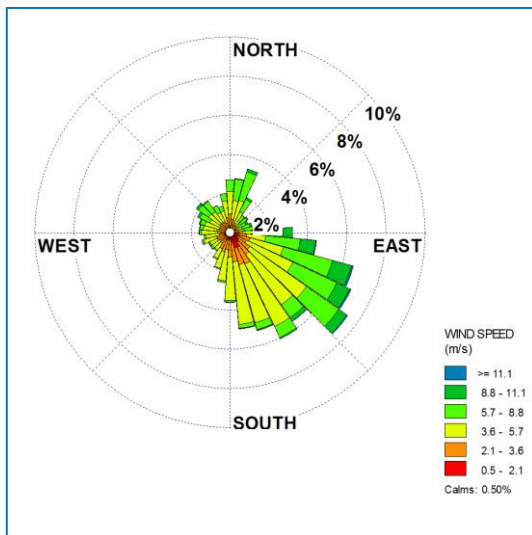 NORTH
10%
8%
6%
4%
2%
WEST
EAST
SOUTH
WIND SPEED
(m/s)
>= 11.1
8.8 - 11.1
5.7 - 8.8
3.6 - 5.7
2.1 - 3.6
0.5 - 2.1
Calms: 0.50%